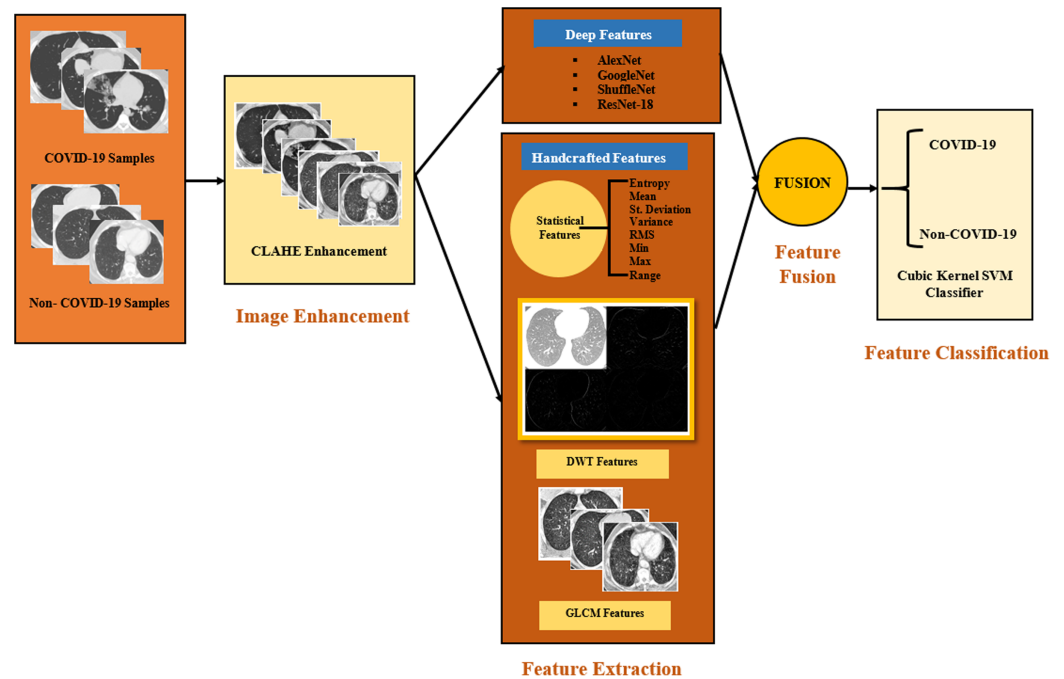 COVID-19 Samples
Non- COVID-19 Samples
CLAHE Enhancement
Image Enhancement
Deep Features
▪ AlexNet
▪ GoogleNet
▪ ShuffleNet
▪ ResNet-18
Handcrafted Features
Statistical
Features
Entropy
Mean
St. Deviation
Variance
RMS
Min
Max
Range
DWT Features
GLCM Features
Feature Extraction
FUSION
Feature
Fusion
COVID-19
Non-COVID-19
Cubic Kernel SVM
Classifier
Feature Classification